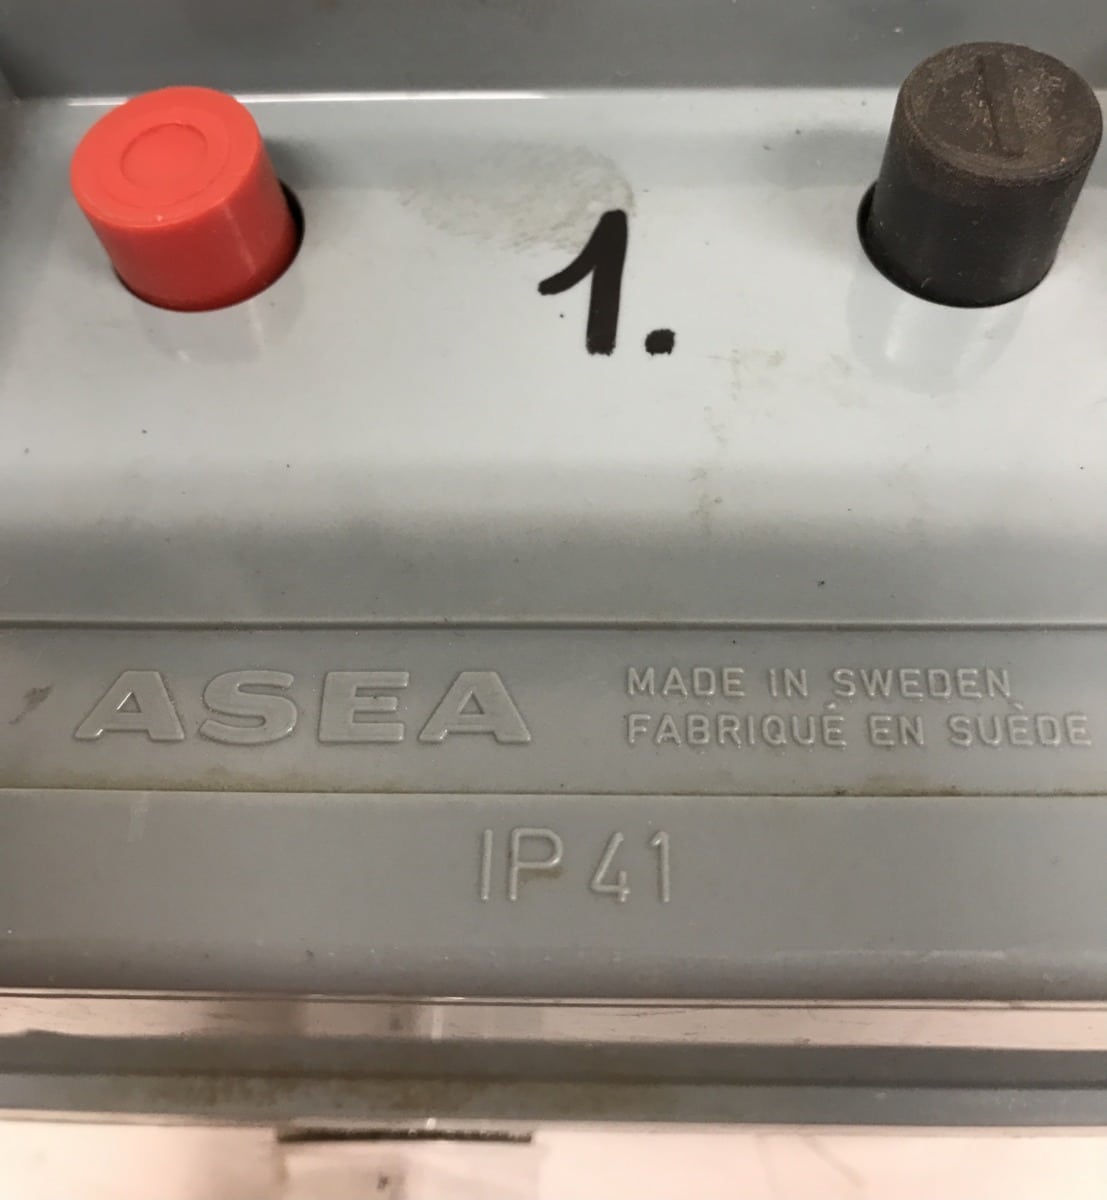 1.
ASEA
MADE IN SWEDEN
FABRIQUÉ EN SUÈDE
IP 41